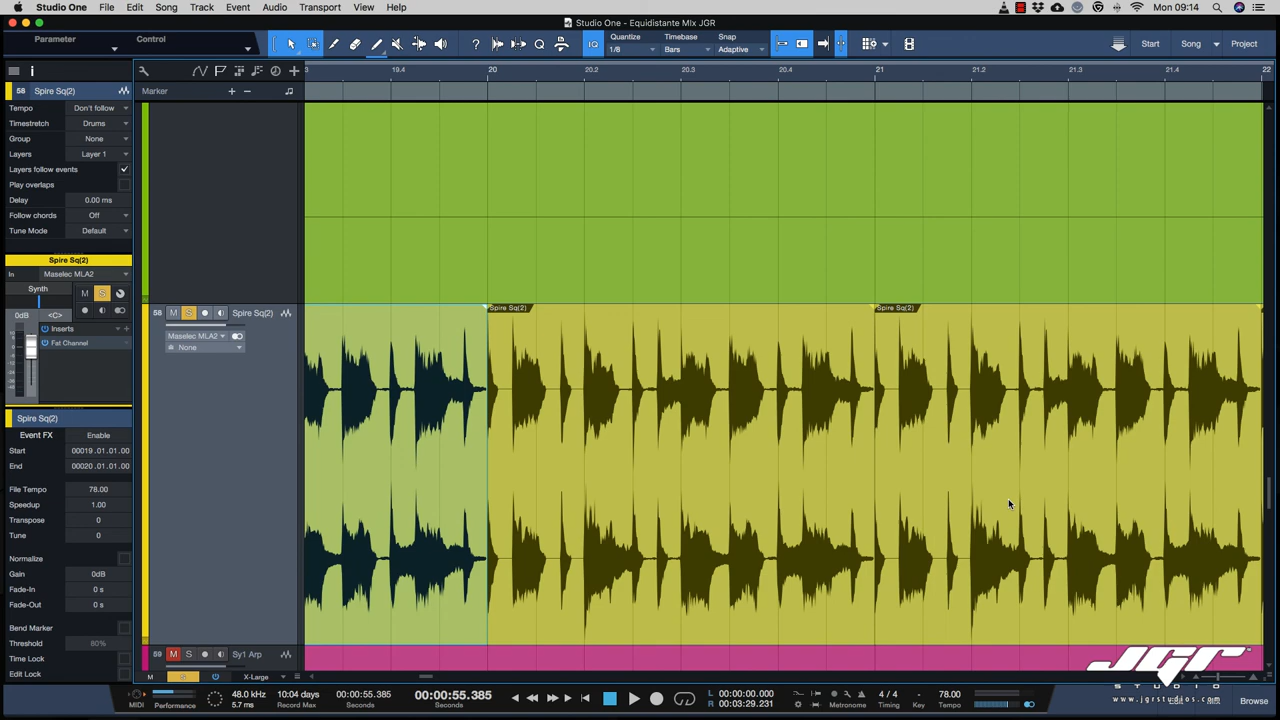 Studio One File Edit Song Track Event Audio Transport View Help Mon 09:14
Studio One - Equidistante MIx JGR
Parameter Control
Quantize Timebase Snap
1/8 Bars Adaptive
IQ
Start Song Project
19.4 20 20.2 20.3 20.4 21 21.2 21.3 21.4 22
58 Spire Sq(2)
Marker
Tempo Don't follow
Timestretch Drums
Group None
Layers Layer 1
Layers follow events
Play overlaps
Delay 0.00 ms
Follow chords Off
Tune Mode Default
Spire Sq(2)
In Maselec MLA2
Synth M S
0dB <C>
Inserts
Fat Channel
58 M S Spire Sq(2)
Maselec MLA2
None
Spire Sq(2) Spire Sq(2)
Spire Sq(2)
Event FX Enable
Start 00019.01.01.00
End 00020.01.01.00
File Tempo 78.00
Speedup 1.00
Transpose 0
Tune 0
Normalize
Gain 0dB
Fade-In 0 s
Fade-Out 0 s
Bend Marker
Threshold 80%
Time Lock
Edit Lock
59 M S Sy1 Arp
M S X-Large
JGR
STUDIOS
www.jgrstudios.com
MIDI Performance
48.0 kHz
5.7 ms
10:04 days
Record Max
00:00:55.385
Seconds
00:00:55.385
Seconds
L 00:00:00.000
R 00:03:29.231
Metronome
4 / 4
Timing Key
78.00
Tempo
Browse